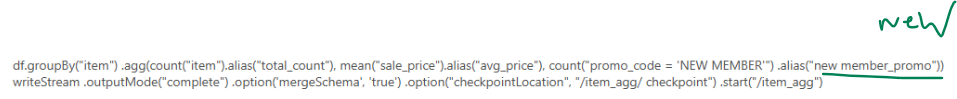 new
df.groupBy("item") .agg(count("item").alias("total_count"), mean("sale_price").alias("avg_price"), count("promo_code = 'NEW MEMBER'") .alias("new member_promo"))
writeStream .outputMode("complete") .option('mergeSchema', 'true') .option("checkpointLocation", "/item_agg/ checkpoint") .start("/item_agg")